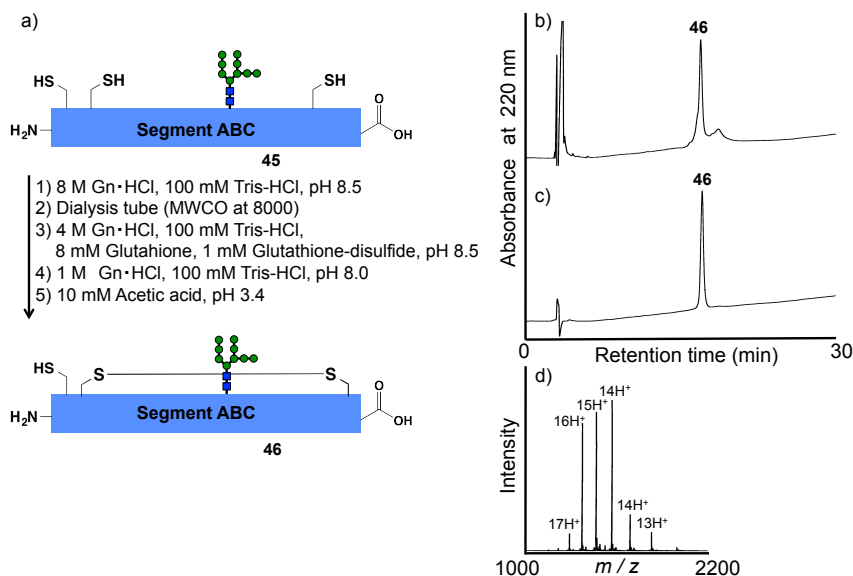 a)
HS
SH
SH
O
H₂N
Segment ABC
OH
45
1) 8 M Gn・HCl, 100 mM Tris-HCl, pH 8.5
2) Dialysis tube (MWCO at 8000)
3) 4 M Gn・HCl, 100 mM Tris-HCl,
8 mM Glutahione, 1 mM Glutathione-disulfide, pH 8.5
4) 1 M Gn・HCl, 100 mM Tris-HCl, pH 8.0
5) 10 mM Acetic acid, pH 3.4
HS
S
S
O
H₂N
Segment ABC
OH
46
b)
46
c)
46
Absorbance at 220 nm
0
Retention time (min)
30
d)
14H⁺
15H⁺
16H⁺
14H⁺
17H⁺
13H⁺
Intensity
1000
m / z
2200